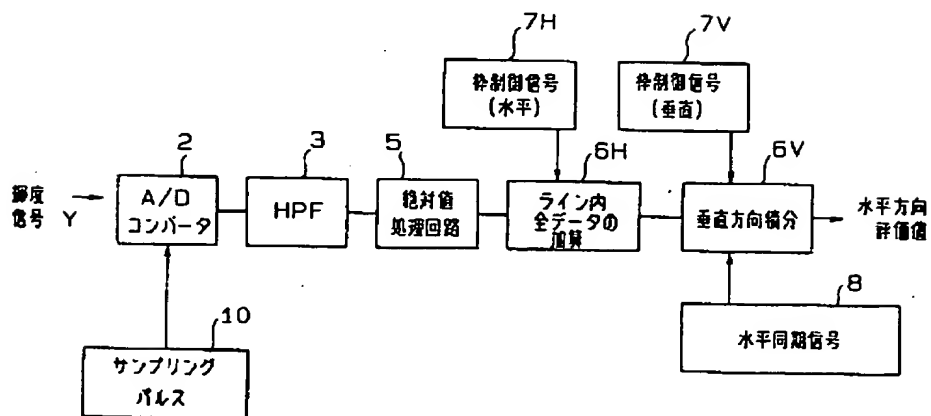 7H
7V
枠制御信号
(水平)
枠制御信号
(垂直)
2
3
5
6H
6V
輝度
信号 Y
A/D
コンバータ
HPF
絶対値
処理回路
ライン内
全データの
加算
垂直方向積分
水平方向
評価値
8
水平同期信号
10
サンプリング
パルス